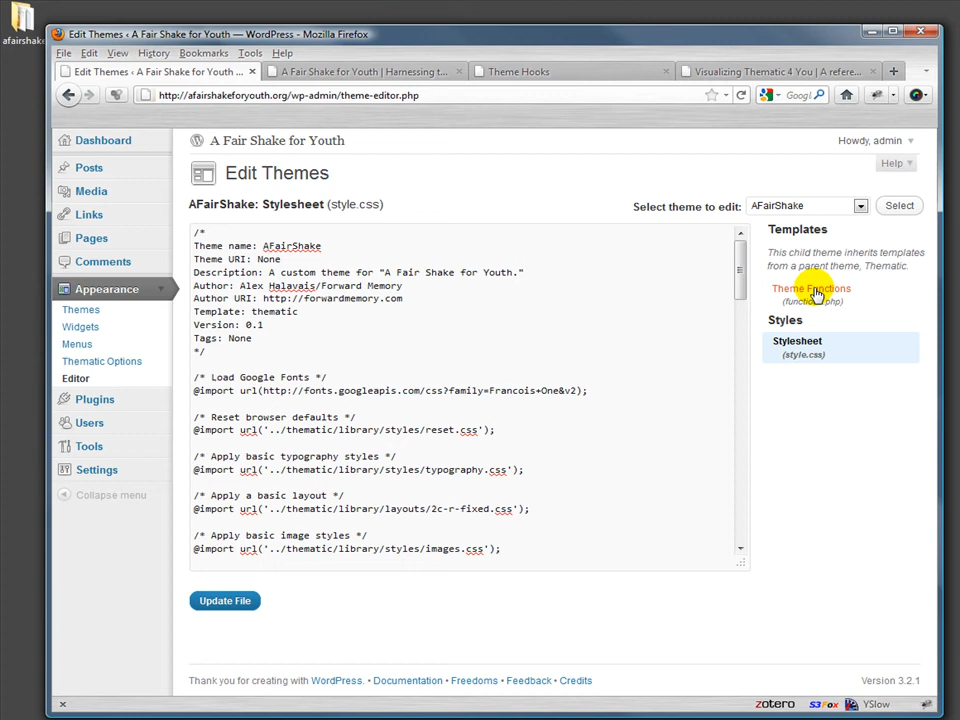 afairshake
Edit Themes ‹ A Fair Shake for Youth — WordPress - Mozilla Firefox
File Edit View History Bookmarks Tools Help
Edit Themes ‹ A Fair Shake for Youth ...
A Fair Shake for Youth | Harnessing t...
Theme Hooks
Visualizing Thematic 4 You | A refere...
http://afairshakeforyouth.org/wp-admin/theme-editor.php
Googl
A Fair Shake for Youth
Howdy, admin
Help
Dashboard
Posts
Media
Links
Pages
Comments
Appearance
Themes
Widgets
Menus
Thematic Options
Editor
Plugins
Users
Tools
Settings
Collapse menu
Edit Themes
AFairShake: Stylesheet (style.css)
Select theme to edit: AFairShake Select
/*
Theme name: AFairShake
Theme URI: None
Description: A custom theme for "A Fair Shake for Youth."
Author: Alex Halavais/Forward Memory
Author URI: http://forwardmemory.com
Template: thematic
Version: 0.1
Tags: None
*/
/* Load Google Fonts */
@import url(http://fonts.googleapis.com/css?family=Francois+One&v2);
/* Reset browser defaults */
@import url('../thematic/library/styles/reset.css');
/* Apply basic typography styles */
@import url('../thematic/library/styles/typography.css');
/* Apply a basic layout */
@import url('../thematic/library/layouts/2c-r-fixed.css');
/* Apply basic image styles */
@import url('../thematic/library/styles/images.css');
Templates
This child theme inherits templates
from a parent theme, Thematic.
Theme Functions
(functions.php)
Styles
Stylesheet
(style.css)
Update File
Thank you for creating with WordPress. • Documentation • Freedoms • Feedback • Credits
Version 3.2.1
zotero S3Fox YSlow